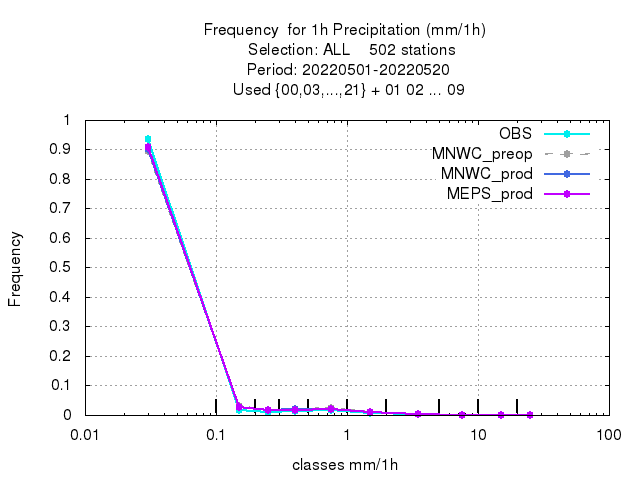 Frequency  for 1h Precipitation (mm/1h)
Selection: ALL    502 stations
Period: 20220501-20220520
Used {00,03,...,21} + 01 02 ... 09
1
0.9
0.8
0.7
0.6
0.5
0.4
0.3
0.2
0.1
0
Frequency
OBS
MNWC_preop
MNWC_prod
MEPS_prod
0.01 0.1 1 10 100
classes mm/1h